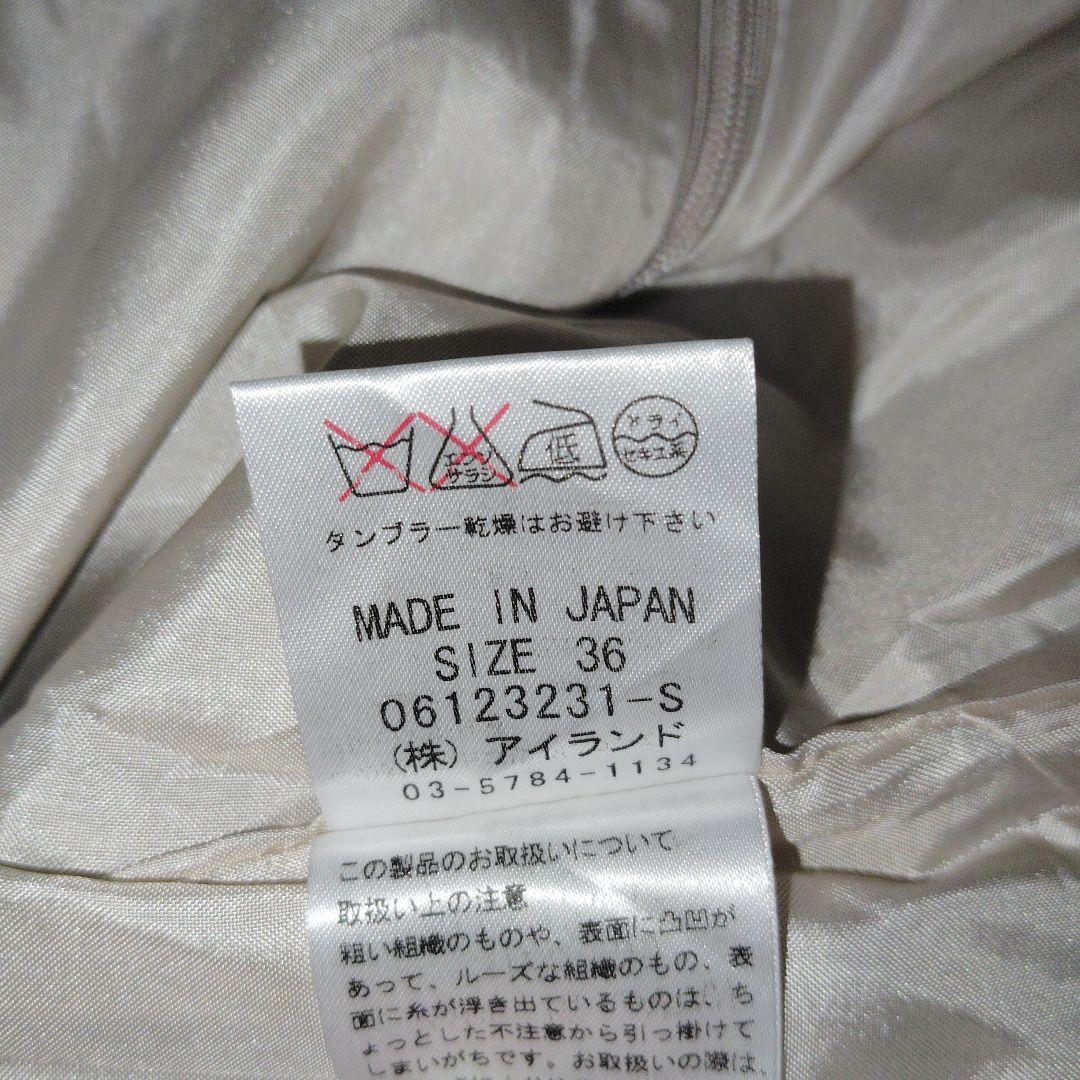 エンソ
サラシ
低
ドライ
セキユ系
タンブラー乾燥はお避け下さい
MADE IN JAPAN
SIZE 36
06123231-S
(株) アイランド
03-5784-1134
この製品のお取扱いについて
取扱い上の注意
粗い組織のものや、表面に凸凹が
あって、ルーズな組織のもの、表
面に糸が浮き出ているものは、ち
ょっとした不注意から引っ掛けて
しまいがちです。お取扱いの際は